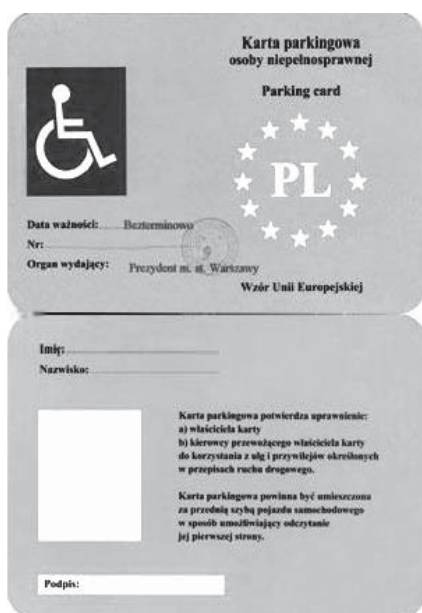 Karta parkingowa
osoby niepełnosprawnej
Parking card
PL
Data ważności: Bezterminowo
Nr:
Organ wydający: Prezydent m. st. Warszawy
Wzór Unii Europejskiej
Imię:
Nazwisko:
Karta parkingowa potwierdza uprawnienie:
a) właściciela karty
b) kierowcy przewożącego właściciela karty
do korzystania z ulg i przywilejów określonych
w przepisach ruchu drogowego.
Karta parkingowa powinna być umieszczona
za przednią szybą pojazdu samochodowego
w sposób umożliwiający odczytanie
jej pierwszej strony.
Podpis: